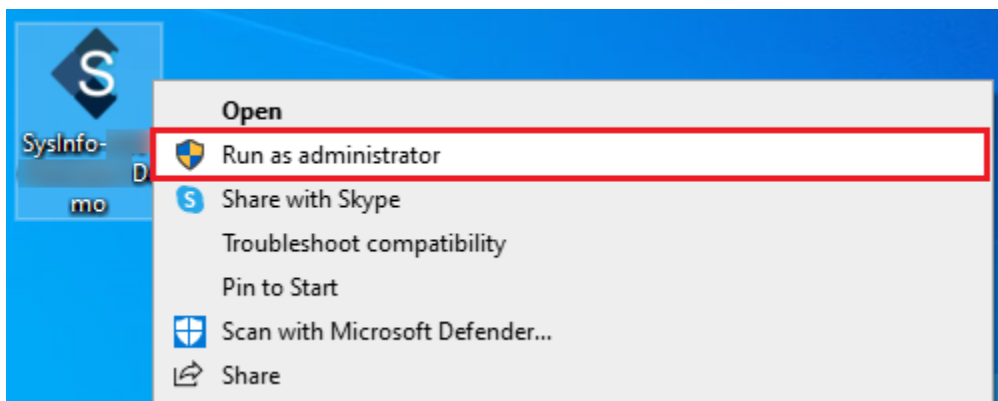 S
SysInfo-
D
mo
Open
Run as administrator
S Share with Skype
Troubleshoot compatibility
Pin to Start
Scan with Microsoft Defender...
Share